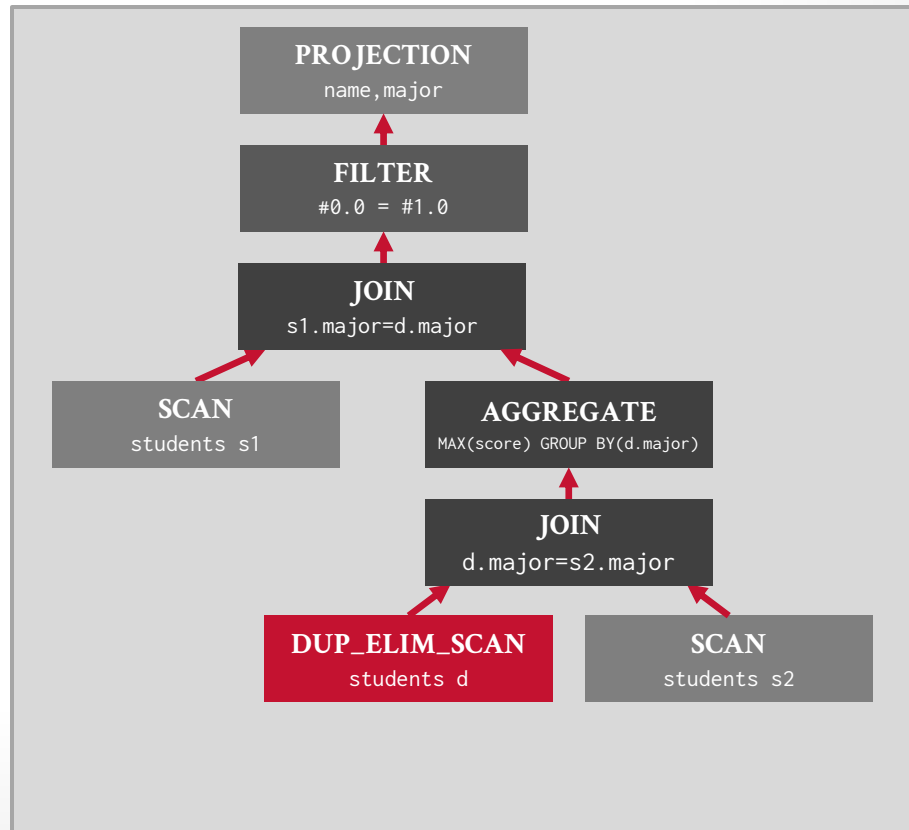 PROJECTION
name,major
FILTER
#0.0 = #1.0
JOIN
s1.major=d.major
SCAN
students s1
AGGREGATE
MAX(score) GROUP BY(d.major)
JOIN
d.major=s2.major
DUP_ELIM_SCAN
students d
SCAN
students s2